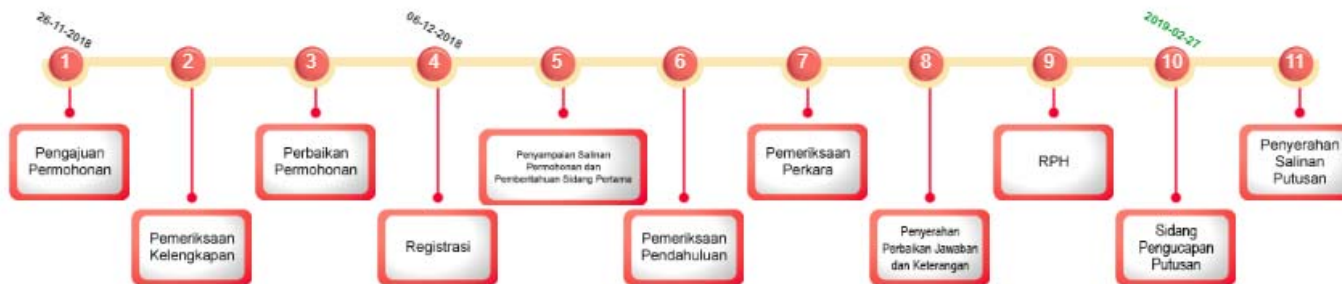 26-11-2018
1
Pengajuan
Permohonan
2
Pemeriksaan
Kelengkapan
3
Perbaikan
Permohonan
06-12-2018
4
Registrasi
5
Penyampaian Salinan
Permohonan dan
Pemberitahuan Sidang Pertama
6
Pemeriksaan
Pendahuluan
7
Pemeriksaan
Perkara
8
Penyerahan
Perbaikan Jawaban
dan Keterangan
9
RPH
2019-02-27
10
Sidang
Pengucapan
Putusan
11
Penyerahan
Salinan
Putusan